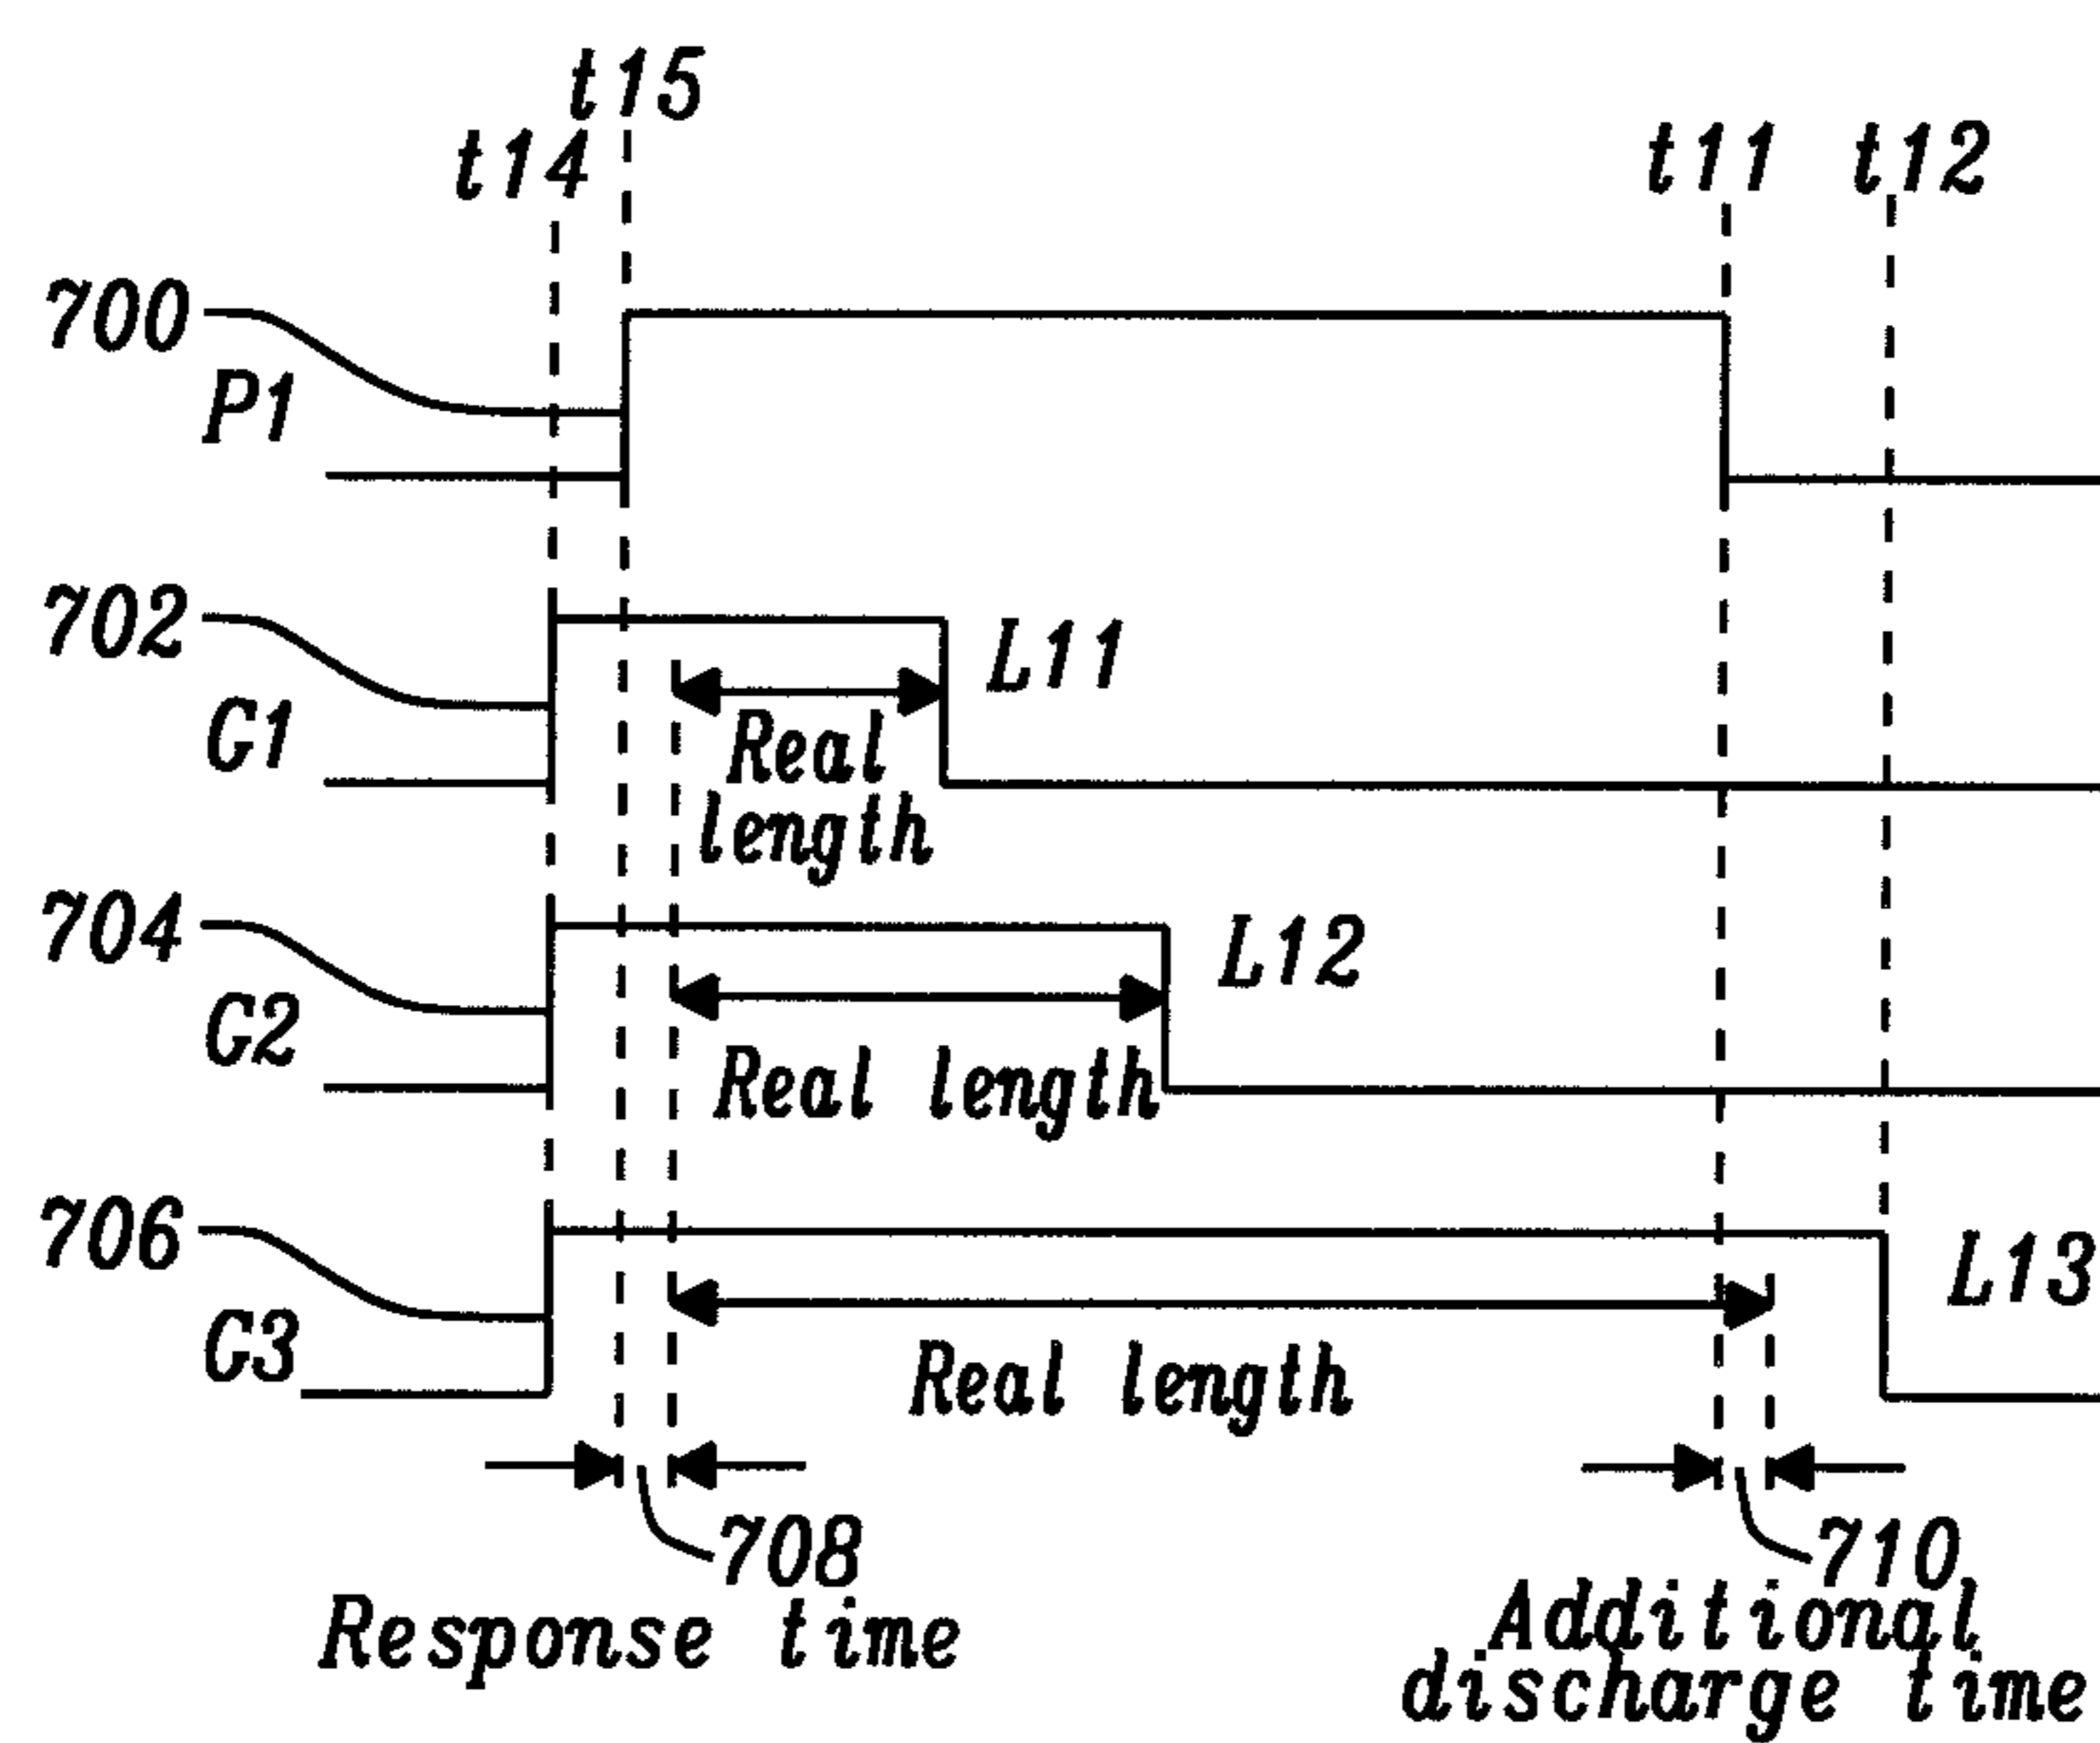 t15
t14
t11 t12
700
P1
702
G1
L11
Real
length
704
G2
L12
Real length
706
G3
L13
Real length
708
Response time
710
Additional
discharge time